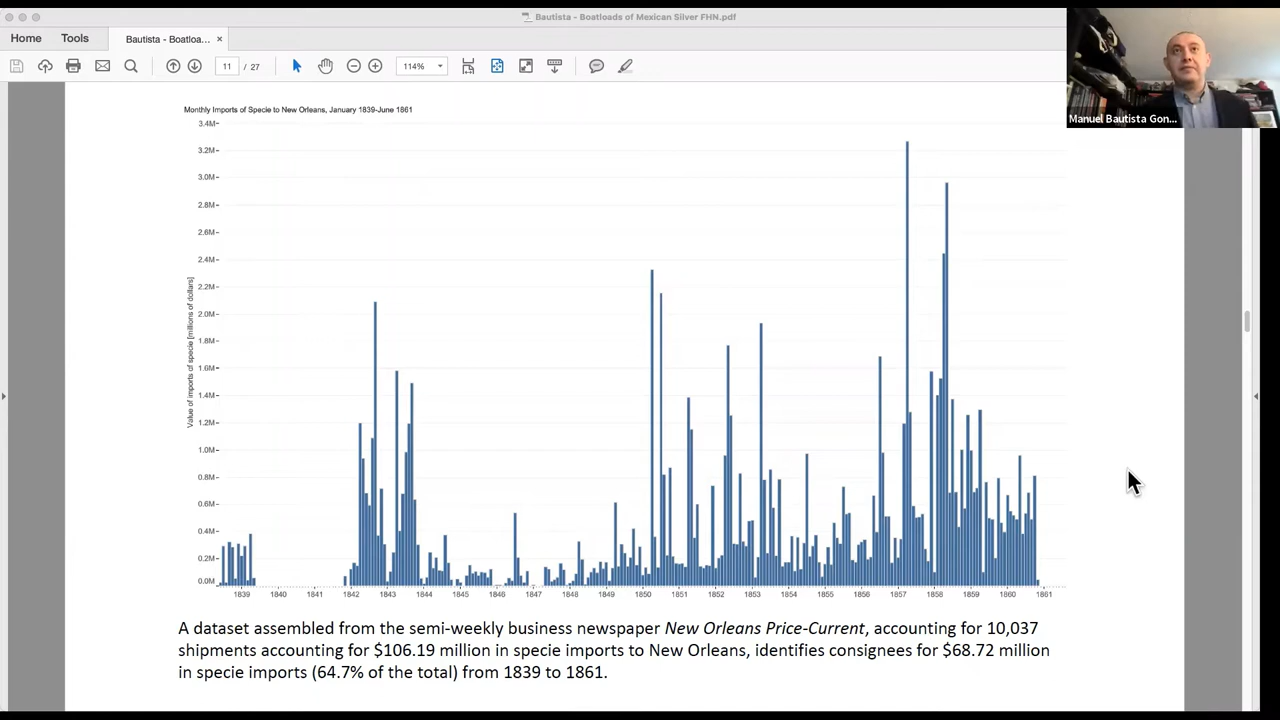 Bautista - Boatloads of Mexican Silver FHN.pdf
Home
Tools
Bautista - Boatloa... ×
11 / 27
114%
Manuel Bautista Gon...
Monthly Imports of Specie to New Orleans, January 1839-June 1861
Value of imports of specie [millions of dollars]
3.4M
3.2M
3.0M
2.8M
2.6M
2.4M
2.2M
2.0M
1.8M
1.6M
1.4M
1.2M
1.0M
0.8M
0.6M
0.4M
0.2M
0.0M
1839 1840 1841 1842 1843 1844 1845 1846 1847 1848 1849 1850 1851 1852 1853 1854 1855 1856 1857 1858 1859 1860 1861
A dataset assembled from the semi-weekly business newspaper New Orleans Price-Current, accounting for 10,037
shipments accounting for $106.19 million in specie imports to New Orleans, identifies consignees for $68.72 million
in specie imports (64.7% of the total) from 1839 to 1861.